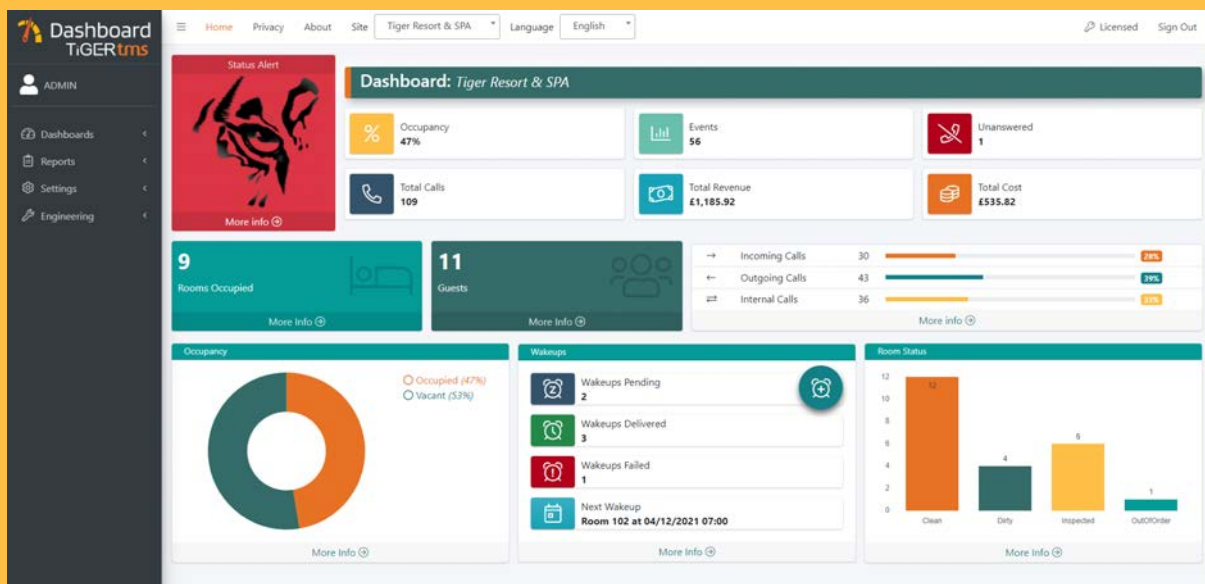 Dashboard
TiGERtms
ADMIN
Dashboards
Reports
Settings
Engineering
Home Privacy About Site Tiger Resort & SPA Language English Licensed Sign Out
Status Alert
More info
Dashboard: Tiger Resort & SPA
Occupancy
47%
Events
56
Unanswered
1
Total Calls
109
Total Revenue
£1,185.92
Total Cost
£535.82
9
Rooms Occupied
More Info
11
Guests
More Info
Incoming Calls 30 28%
Outgoing Calls 43 39%
Internal Calls 36 33%
More info
Occupancy
Occupied (47%)
Vacant (53%)
More Info
Wakeups
Wakeups Pending
2
Wakeups Delivered
3
Wakeups Failed
1
Next Wakeup
Room 102 at 04/12/2021 07:00
More Info
Room Status
12
10
8
6
4
2
0
12
4
6
1
Clean Dirty Inspected OutOfOrder
More Info